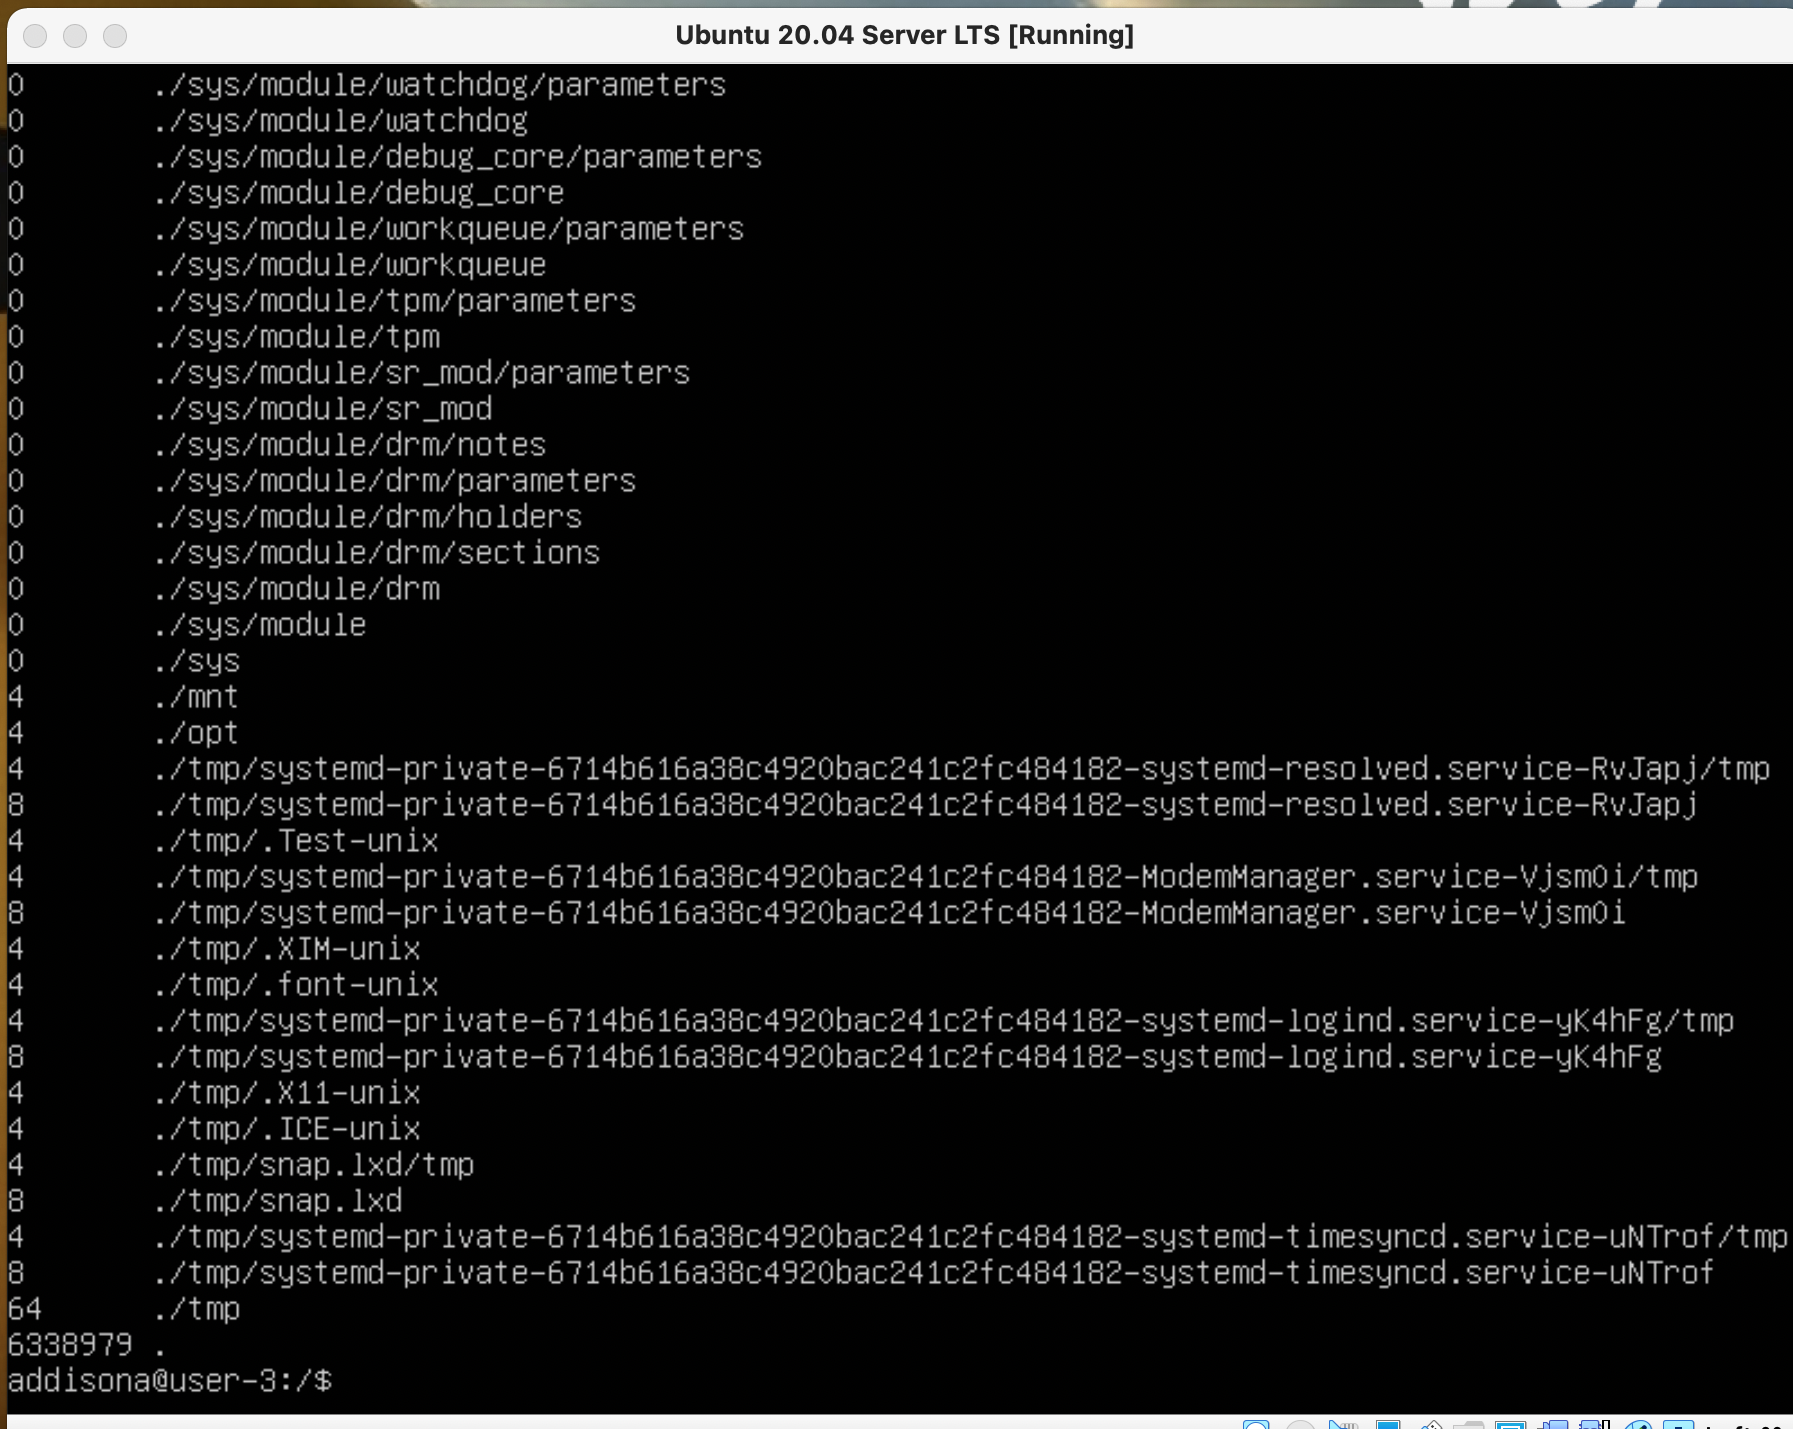 Ubuntu 20.04 Server LTS [Running]
0 ./sys/module/watchdog/parameters
0 ./sys/module/watchdog
0 ./sys/module/debug_core/parameters
0 ./sys/module/debug_core
0 ./sys/module/workqueue/parameters
0 ./sys/module/workqueue
0 ./sys/module/tpm/parameters
0 ./sys/module/tpm
0 ./sys/module/sr_mod/parameters
0 ./sys/module/sr_mod
0 ./sys/module/drm/notes
0 ./sys/module/drm/parameters
0 ./sys/module/drm/holders
0 ./sys/module/drm/sections
0 ./sys/module/drm
0 ./sys/module
0 ./sys
4 ./mnt
4 ./opt
4 ./tmp/systemd-private-6714b616a38c4920bac241c2fc484182-systemd-resolved.service-RvJapj/tmp
8 ./tmp/systemd-private-6714b616a38c4920bac241c2fc484182-systemd-resolved.service-RvJapj
4 ./tmp/.Test-unix
4 ./tmp/systemd-private-6714b616a38c4920bac241c2fc484182-ModemManager.service-VjsmOi/tmp
8 ./tmp/systemd-private-6714b616a38c4920bac241c2fc484182-ModemManager.service-VjsmOi
4 ./tmp/.XIM-unix
4 ./tmp/.font-unix
4 ./tmp/systemd-private-6714b616a38c4920bac241c2fc484182-systemd-logind.service-yK4hFg/tmp
8 ./tmp/systemd-private-6714b616a38c4920bac241c2fc484182-systemd-logind.service-yK4hFg
4 ./tmp/.X11-unix
4 ./tmp/.ICE-unix
4 ./tmp/snap.lxd/tmp
8 ./tmp/snap.lxd
4 ./tmp/systemd-private-6714b616a38c4920bac241c2fc484182-systemd-timesyncd.service-uNTrof/tmp
8 ./tmp/systemd-private-6714b616a38c4920bac241c2fc484182-systemd-timesyncd.service-uNTrof
64 ./tmp
6338979 .
addisona@user-3:/$